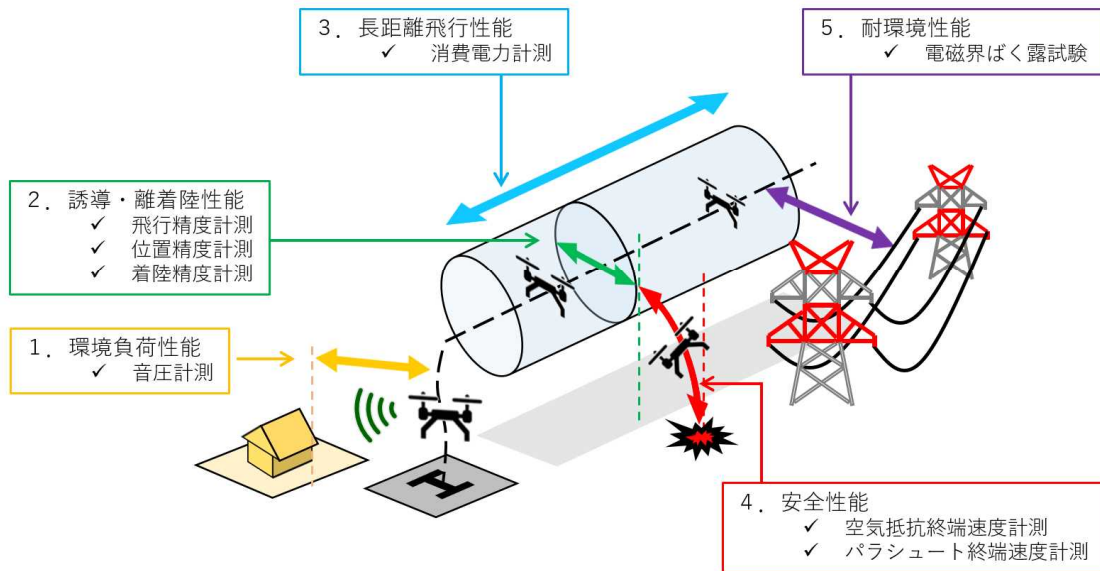 3．長距離飛行性能
✓ 消費電力計測
5．耐環境性能
✓ 電磁界ばく露試験
2．誘導・離着陸性能
✓ 飛行精度計測
✓ 位置精度計測
✓ 着陸精度計測
1．環境負荷性能
✓ 音圧計測
H
4．安全性能
✓ 空気抵抗終端速度計測
✓ パラシュート終端速度計測